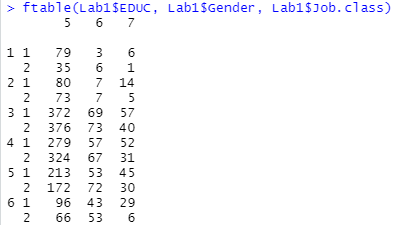 > ftable(Lab1$EDUC, Lab1$Gender, Lab1$Job.class)
5 6 7
1 1 79 3 6
2 35 6 1
2 1 80 7 14
2 73 7 5
3 1 372 69 57
2 376 73 40
4 1 279 57 52
2 324 67 31
5 1 213 53 45
2 172 72 30
6 1 96 43 29
2 66 53 6